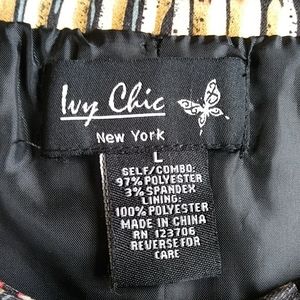 Ivy Chic
New York
L
SELF/COMBO:
97% POLYESTER
3% SPANDEX
LINING:
100% POLYESTER
MADE IN CHINA
RN 123706
REVERSE FOR
CARE